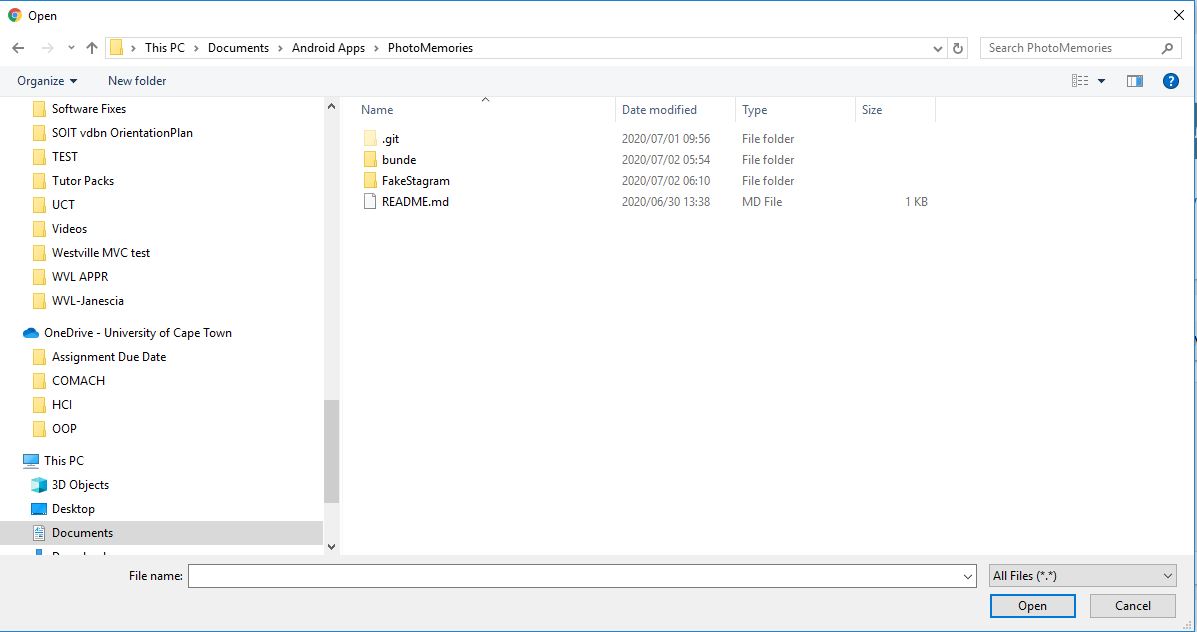 Open
This PC > Documents > Android Apps > PhotoMemories
Search PhotoMemories
Organize
New folder
Software Fixes
SOIT vdbn OrientationPlan
TEST
Tutor Packs
UCT
Videos
Westville MVC test
WVL APPR
WVL-Janescia
OneDrive - University of Cape Town
Assignment Due Date
COMACH
HCI
OOP
This PC
3D Objects
Desktop
Documents
Name Date modified Type Size
.git 2020/07/01 09:56 File folder
bunde 2020/07/02 05:54 File folder
FakeStagram 2020/07/02 06:10 File folder
README.md 2020/06/30 13:38 MD File 1 KB
File name:
All Files (*.*)
Open
Cancel